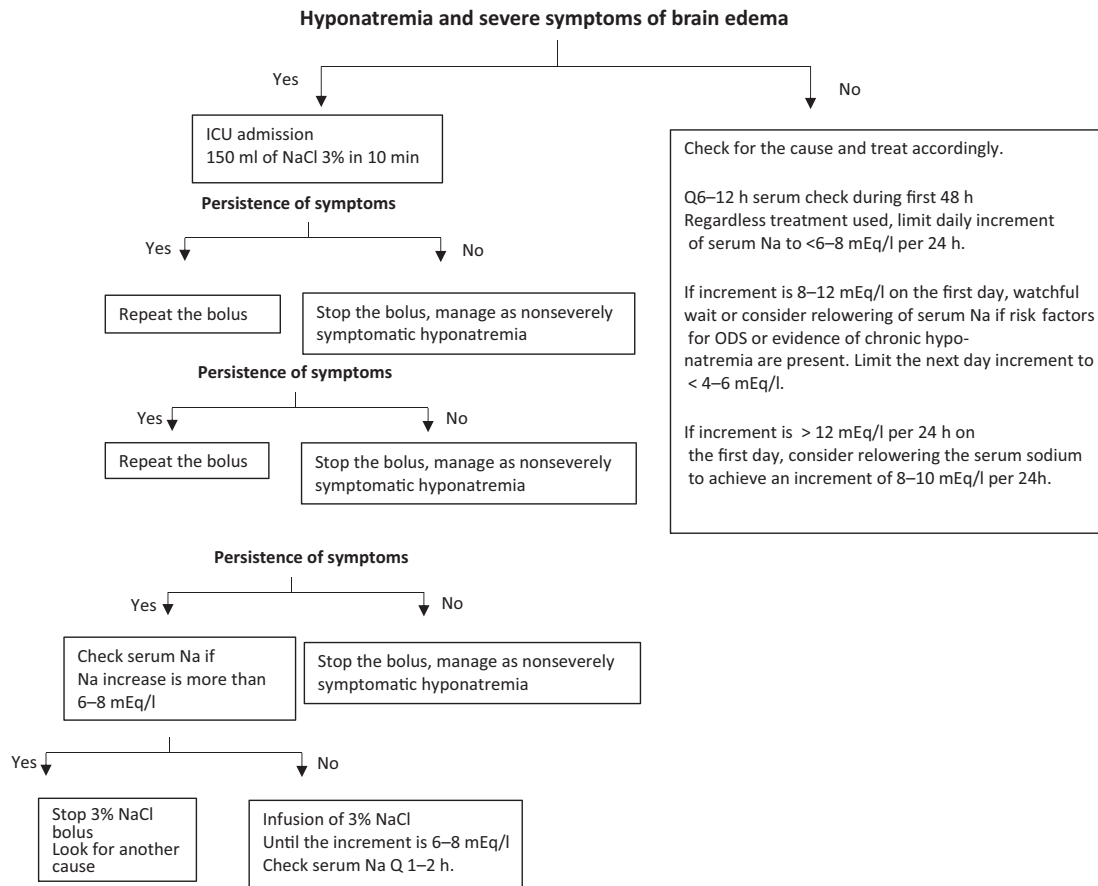 Hyponatremia and severe symptoms of brain edema
Yes
No
ICU admission
150 ml of NaCl 3% in 10 min
Persistence of symptoms
Yes
No
Repeat the bolus
Stop the bolus, manage as nonseverely
symptomatic hyponatremia
Persistence of symptoms
Yes
No
Repeat the bolus
Stop the bolus, manage as nonseverely
symptomatic hyponatremia
Persistence of symptoms
Yes
No
Check serum Na if
Na increase is more than
6–8 mEq/l
Stop the bolus, manage as nonseverely
symptomatic hyponatremia
Yes
No
Stop 3% NaCl
bolus
Look for another
cause
Infusion of 3% NaCl
Until the increment is 6–8 mEq/l
Check serum Na Q 1–2 h.
Check for the cause and treat accordingly.
Q6–12 h serum check during first 48 h
Regardless treatment used, limit daily increment
of serum Na to <6–8 mEq/l per 24 h.
If increment is 8–12 mEq/l on the first day, watchful
wait or consider relowering of serum Na if risk factors
for ODS or evidence of chronic hypo-
natremia are present. Limit the next day increment to
< 4–6 mEq/l.
If increment is > 12 mEq/l per 24 h on
the first day, consider relowering the serum sodium
to achieve an increment of 8–10 mEq/l per 24h.